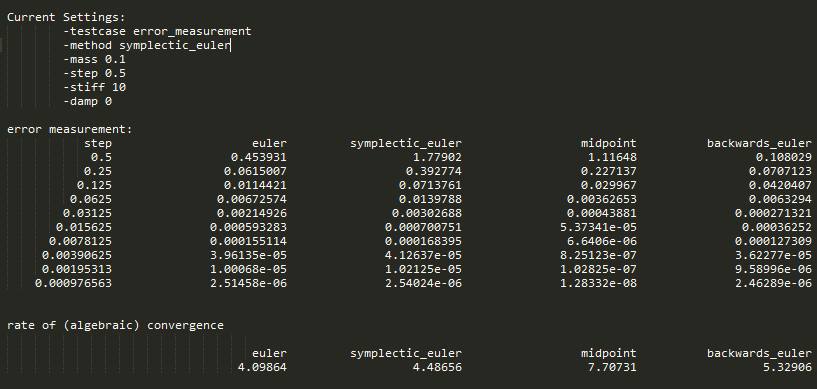 Current Settings:
-testcase error_measurement
-method symplectic_euler
-mass 0.1
-step 0.5
-stiff 10
-damp 0
error measurement:
step euler symplectic_euler midpoint backwards_euler
0.5 0.453931 1.77902 1.11648 0.108029
0.25 0.0615007 0.392774 0.227137 0.0707123
0.125 0.0114421 0.0713761 0.029967 0.0420407
0.0625 0.00672574 0.0139788 0.00362653 0.0063294
0.03125 0.00214926 0.00302688 0.00043881 0.000271321
0.015625 0.000593283 0.000700751 5.37341e-05 0.00036252
0.0078125 0.000155114 0.000168395 6.6406e-06 0.000127309
0.00390625 3.96135e-05 4.12637e-05 8.25123e-07 3.62277e-05
0.00195313 1.00068e-05 1.02125e-05 1.02825e-07 9.58996e-06
0.000976563 2.51458e-06 2.54024e-06 1.28332e-08 2.46289e-06
rate of (algebraic) convergence
euler symplectic_euler midpoint backwards_euler
4.09864 4.48656 7.70731 5.32906